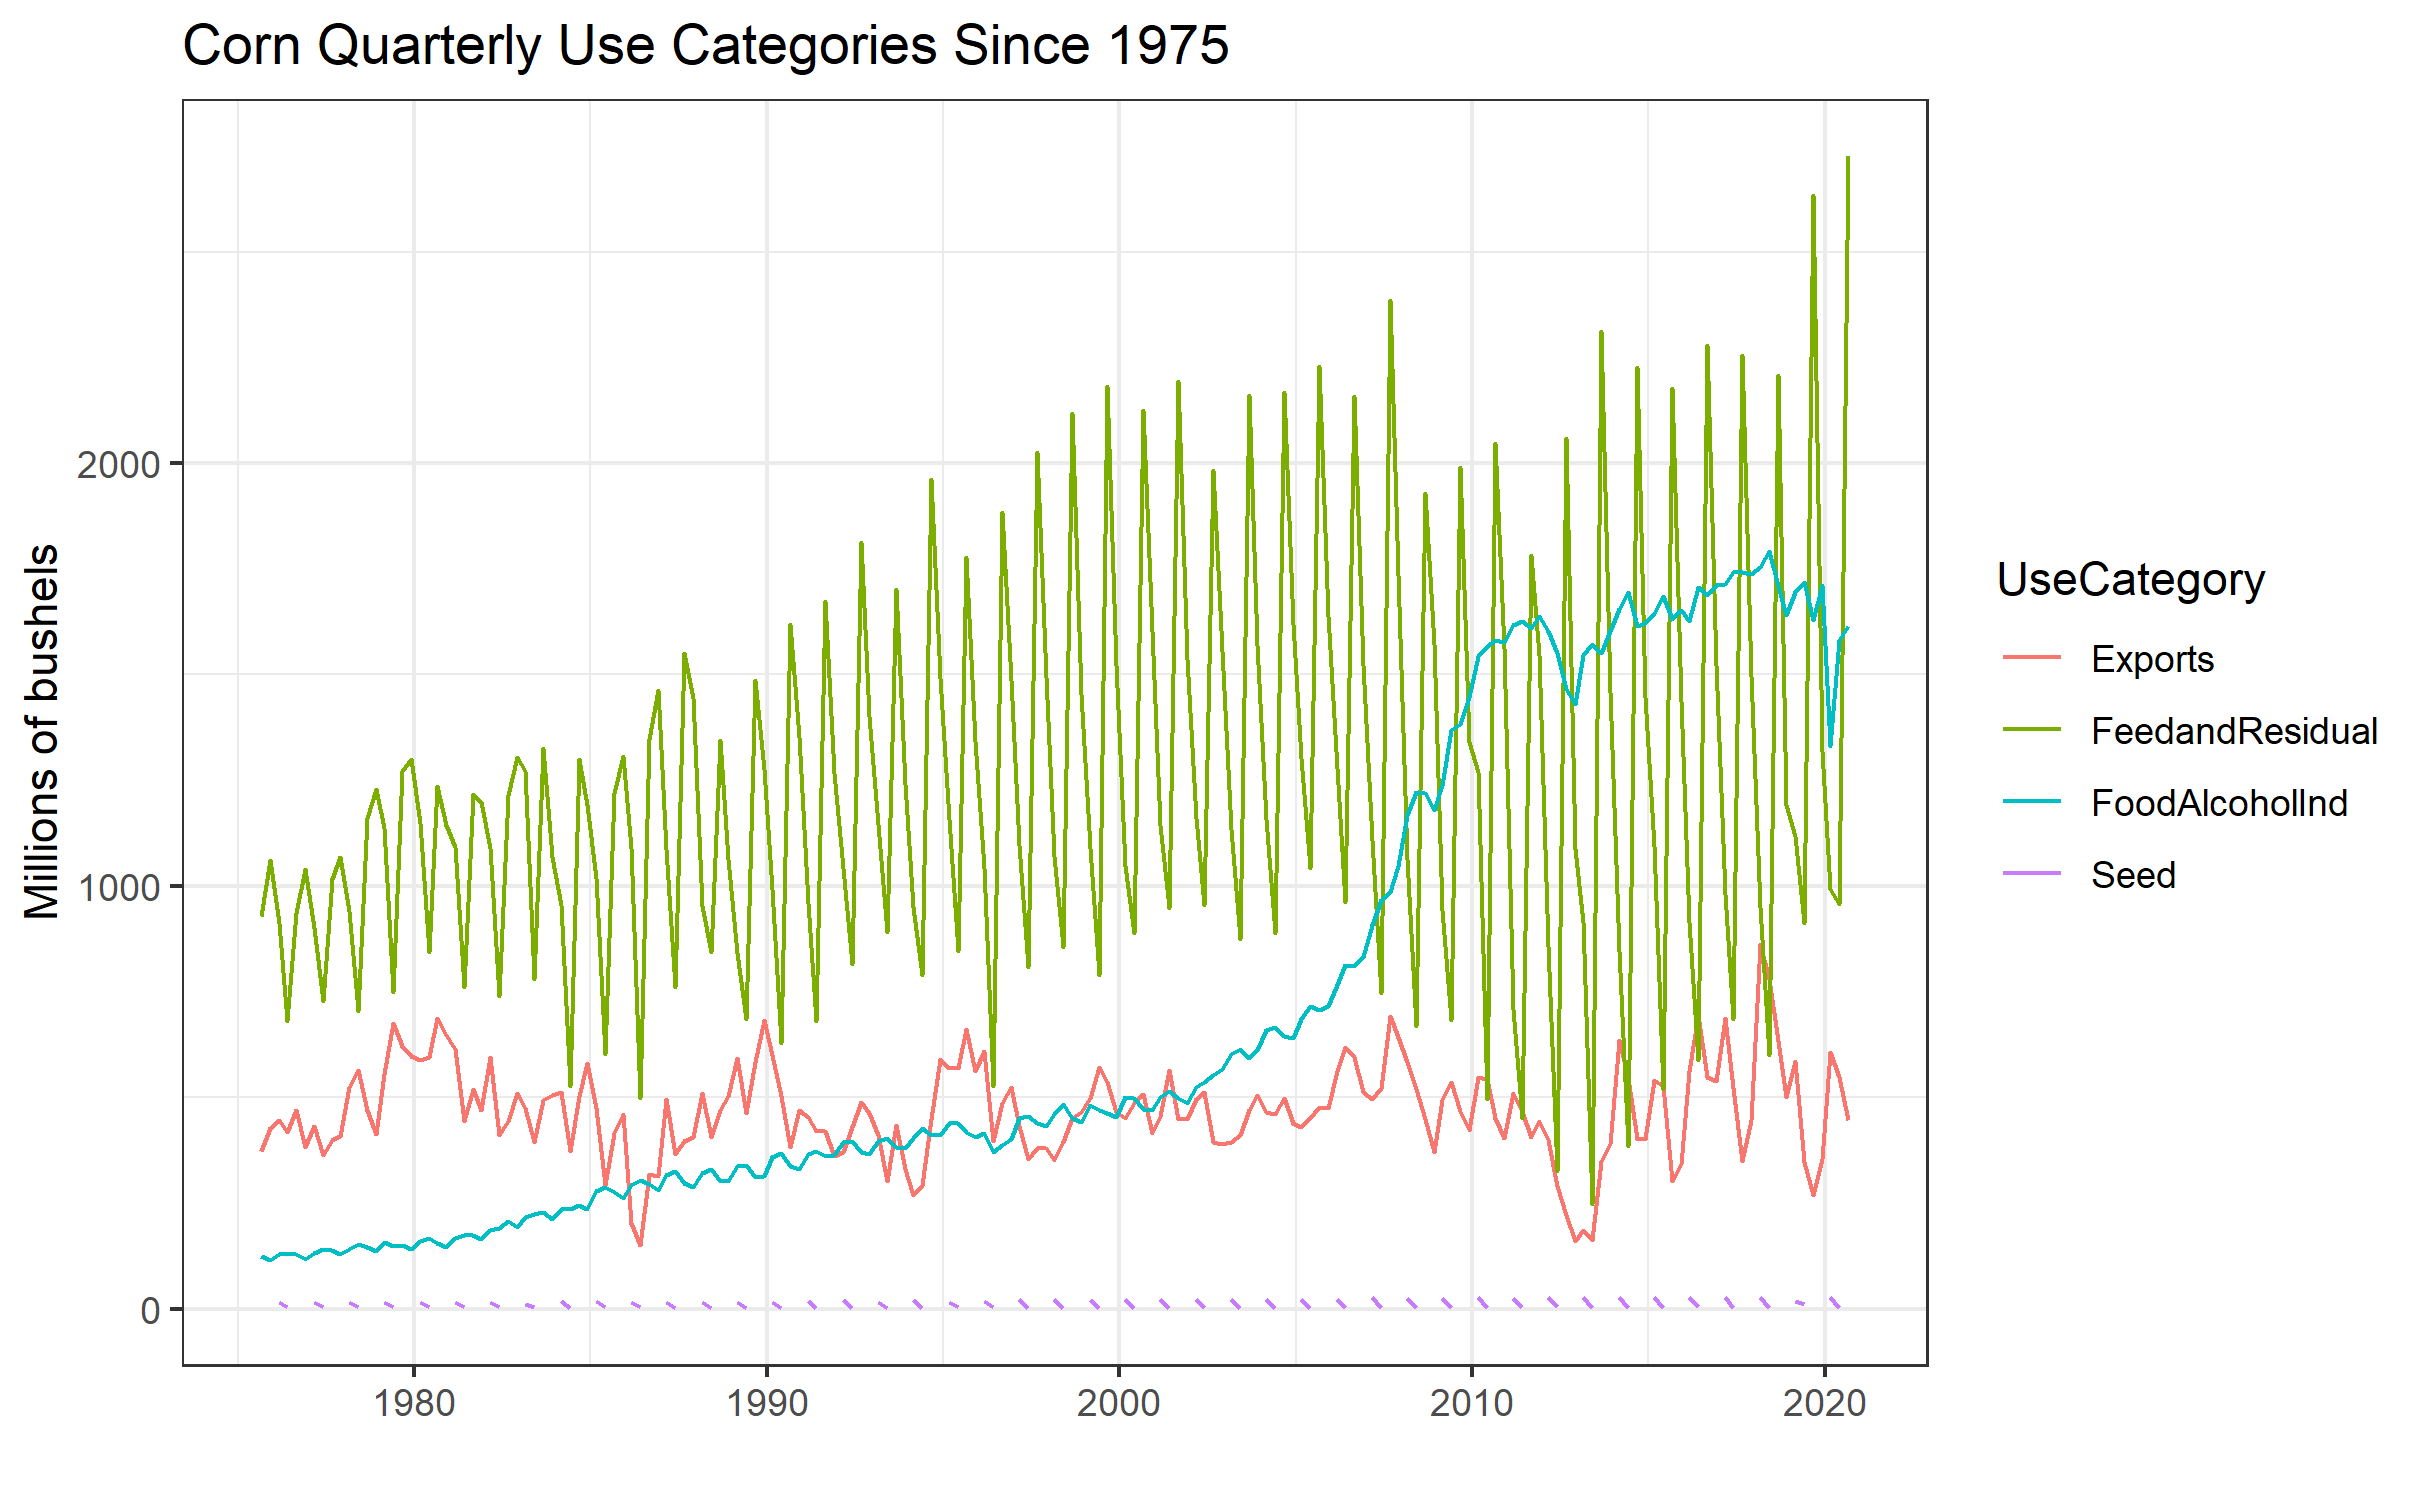 Corn Quarterly Use Categories Since 1975
Millions of bushels
2000
1000
0
1980 1990 2000 2010 2020
UseCategory
Exports
FeedandResidual
FoodAlcoholInd
Seed